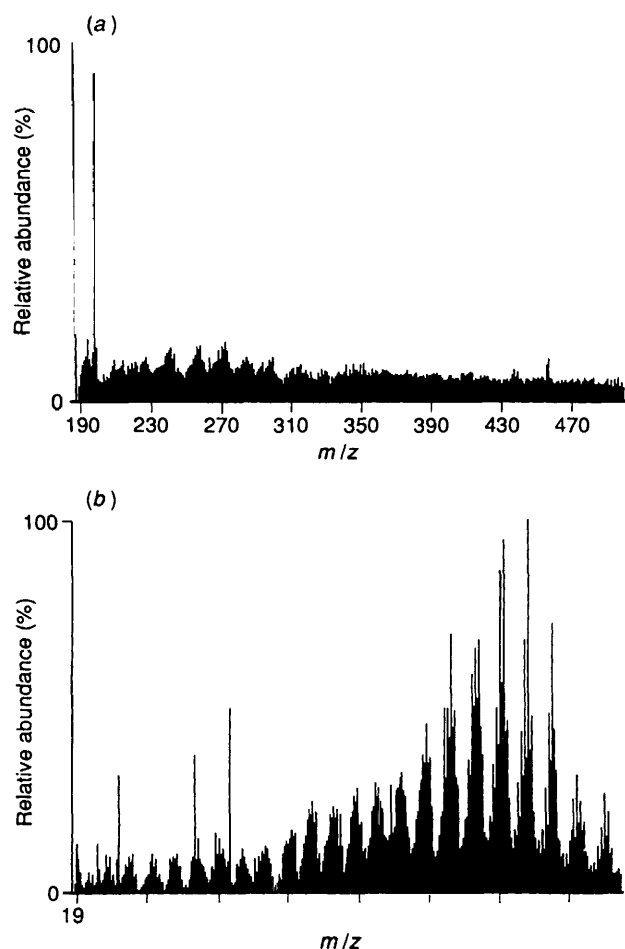 (a)
100
Relative abundance (%)
0
190 230 270 310 350 390 430 470
m/z
(b)
100
Relative abundance (%)
0
19
m/z